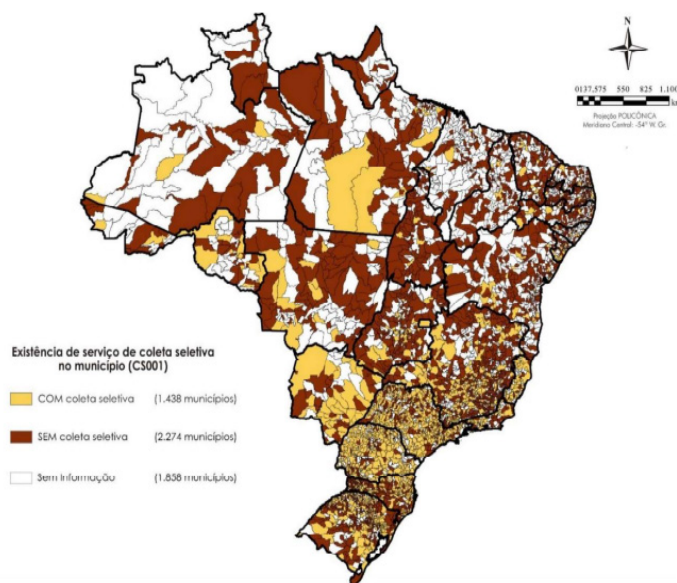 N
0137,575 550 825 1.100
km
Projeção POLICÔNICA
Meridiano Central: -54° W. Gr.
Existência de serviço de coleta seletiva
no município (CS001)
COM coleta seletiva (1.438 municípios)
SEM coleta seletiva (2.274 municípios)
Sem Informação (1.858 municípios)